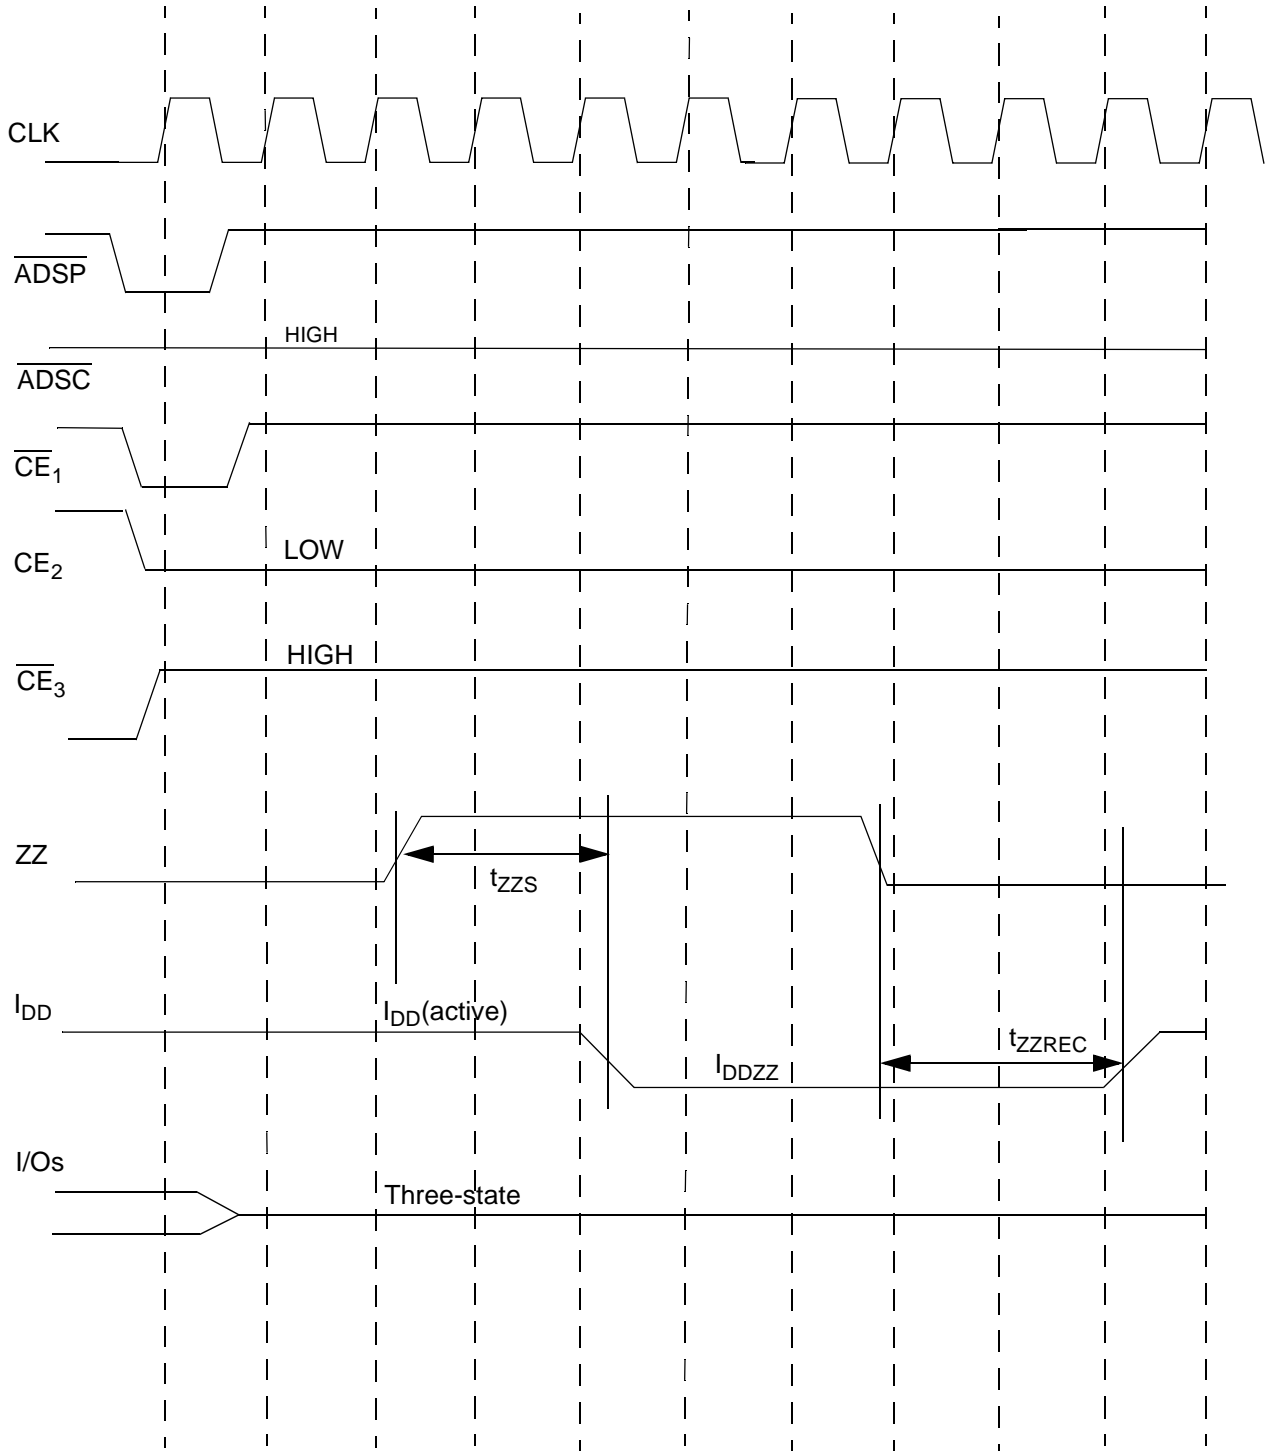 CLK
ADSP
HIGH
ADSC
CE1
LOW
CE2
HIGH
CE3
ZZ
tZZS
IDD
IDD(active)
tZZREC
IDDZZ
I/Os
Three-state